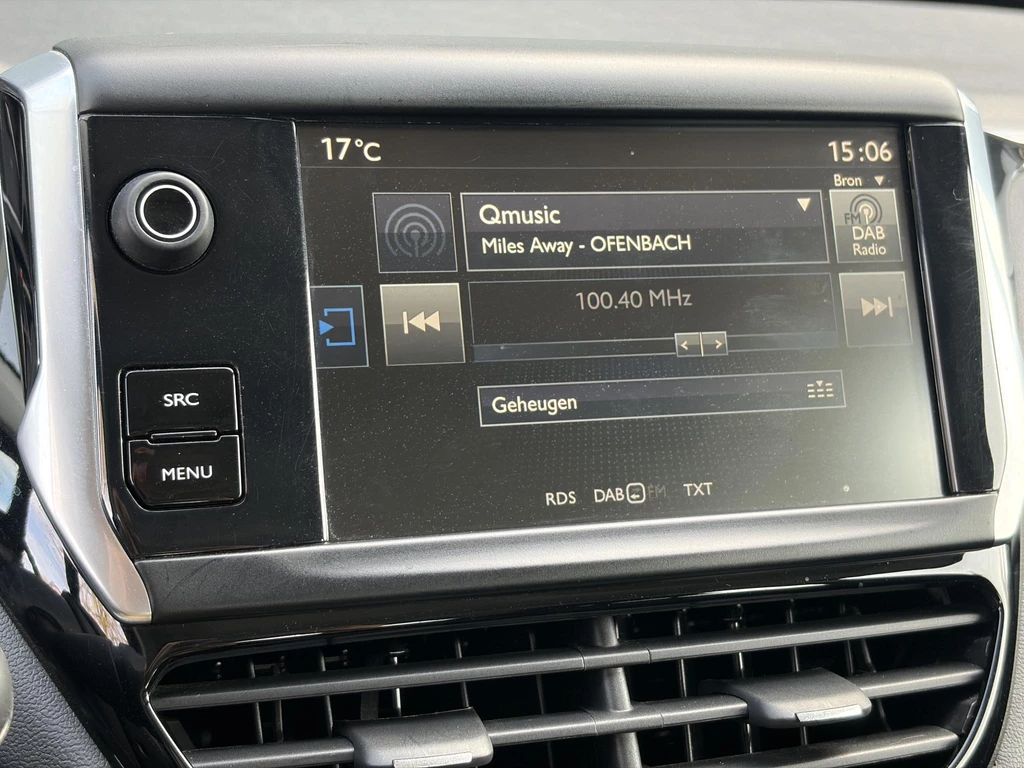 17°C
15:06
Bron
Qmusic
Miles Away - OFENBACH
FM
DAB
Radio
100.40 MHz
SRC
Geheugen
MENU
RDS DAB FM TXT